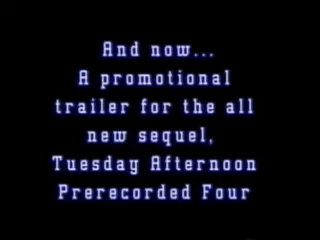 And now...
A promotional
trailer for the all
new sequel,
Tuesday Afternoon
Prerecorded Four